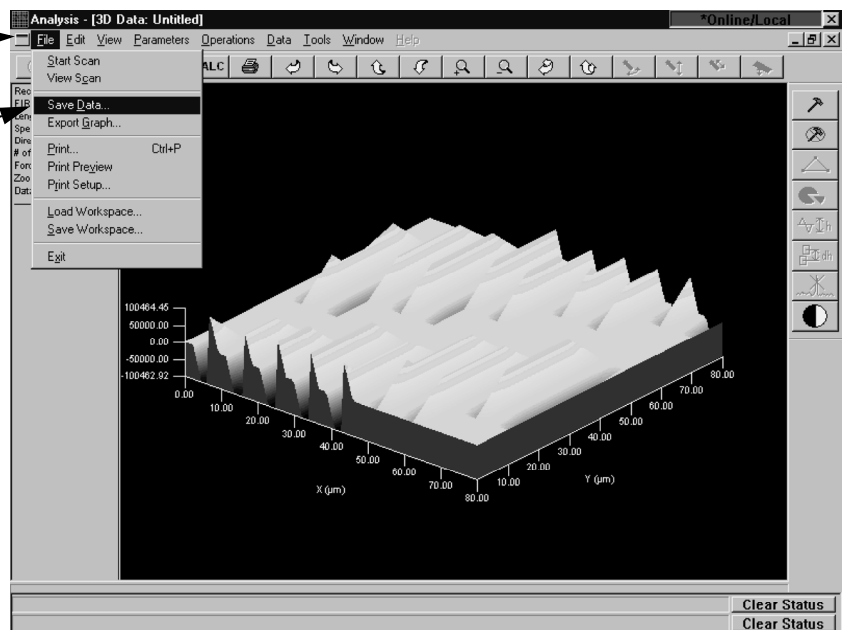 Analysis - [3D Data: Untitled]
*Online/Local
File Edit View Parameters Operations Data Tools Window Help
Start Scan
View Scan
Save Data...
Export Graph...
Print... Ctrl+P
Print Preview
Print Setup...
Load Workspace...
Save Workspace...
Exit
100464.45
50000.00
0.00
-50000.00
-100462.92
0.00
10.00
20.00
30.00
40.00
50.00
60.00
70.00
80.00
X (µm)
10.00
20.00
30.00
40.00
50.00
60.00
70.00
80.00
Y (µm)
h
dh
Clear Status
Clear Status